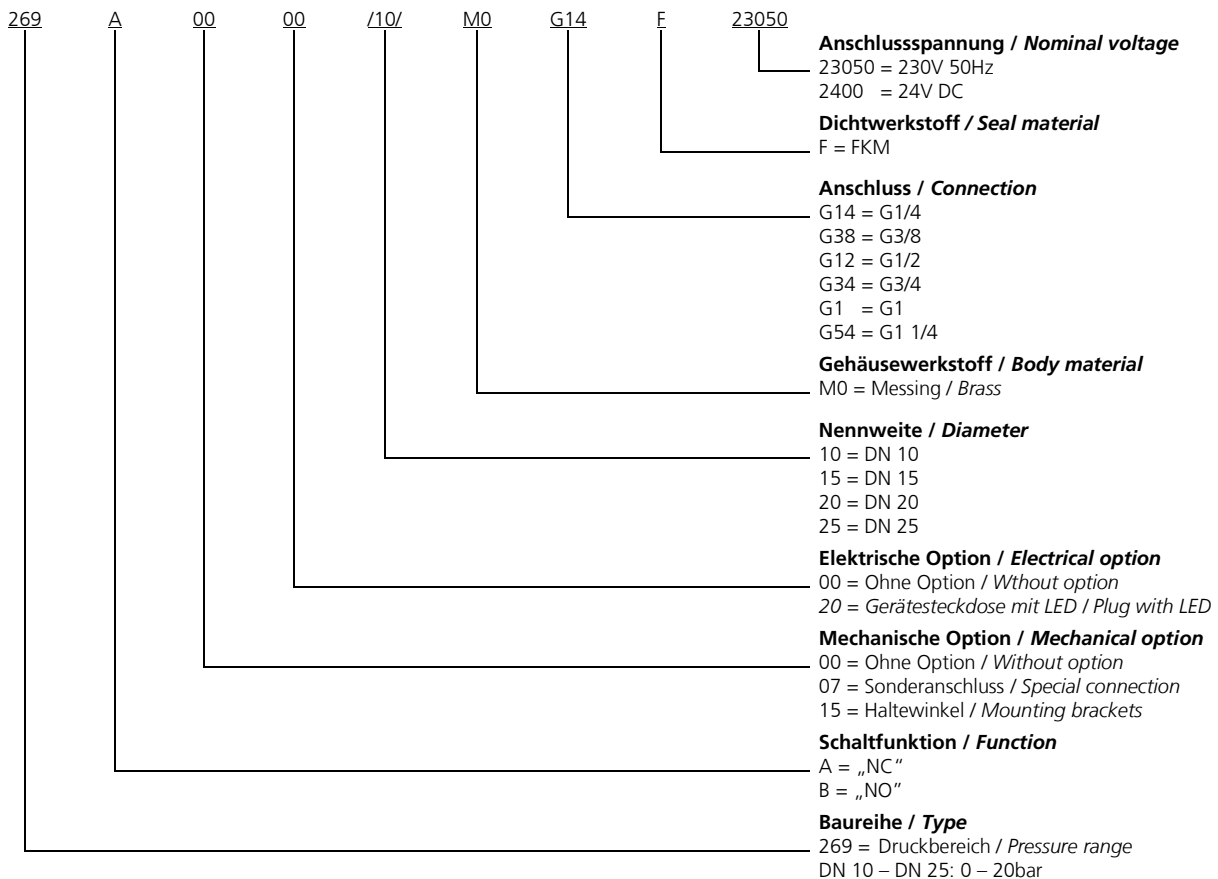 269 A 00 00 /10/ M0 G14 F 23050
Anschlussspannung / Nominal voltage
23050 = 230V 50Hz
2400 = 24V DC
Dichtwerkstoff / Seal material
F = FKM
Anschluss / Connection
G14 = G1/4
G38 = G3/8
G12 = G1/2
G34 = G3/4
G1 = G1
G54 = G1 1/4
Gehäusewerkstoff / Body material
M0 = Messing / Brass
Nennweite / Diameter
10 = DN 10
15 = DN 15
20 = DN 20
25 = DN 25
Elektrische Option / Electrical option
00 = Ohne Option / Wthout option
20 = Gerätesteckdose mit LED / Plug with LED
Mechanische Option / Mechanical option
00 = Ohne Option / Without option
07 = Sonderanschluss / Special connection
15 = Haltewinkel / Mounting brackets
Schaltfunktion / Function
A = „NC"
B = „NO"
Baureihe / Type
269 = Druckbereich / Pressure range
DN 10 – DN 25: 0 – 20bar